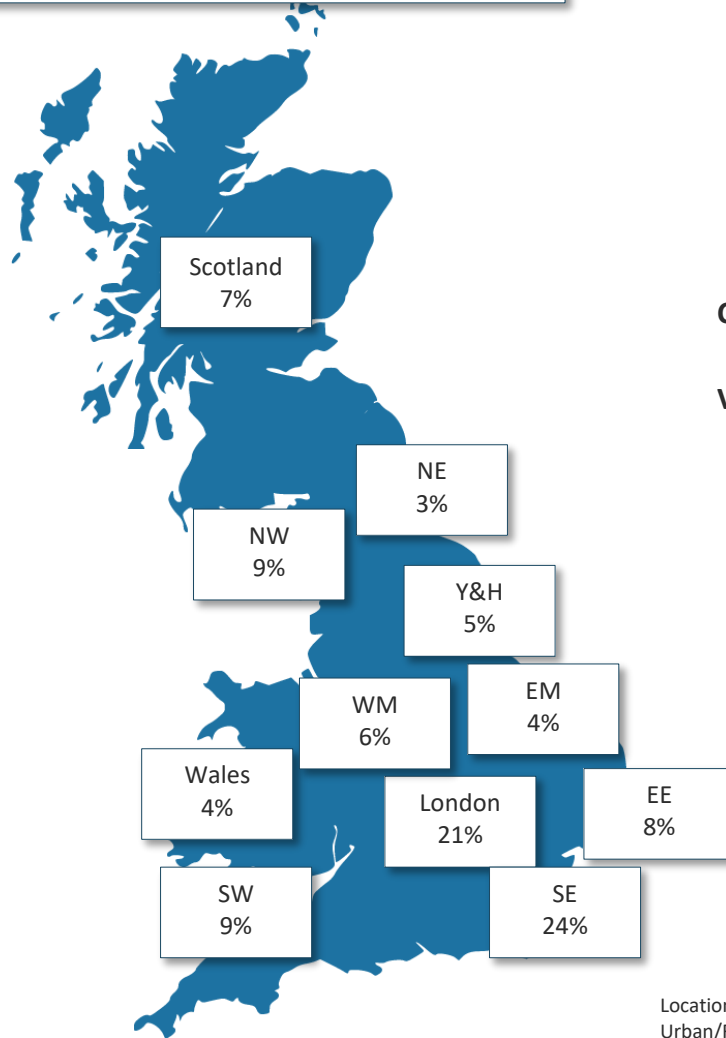 Scotland
7%
NE
3%
NW
9%
Y&H
5%
EM
4%
WM
6%
Wales
4%
London
21%
EE
8%
SW
9%
SE
24%
Location